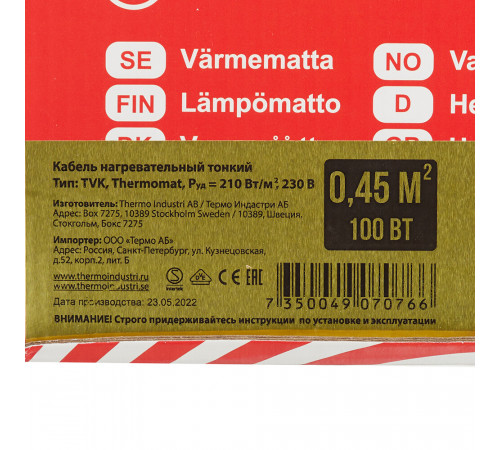 SE Värmematta
NO
FIN Lämpömatto
D
Кабель нагревательный тонкий
Тип: TVK, Thermomat, Pуд = 210 Вт/м², 230 В
0,45 М²
100 ВТ
Изготовитель: Thermo Industri AB / Термо Индастри АБ
Адрес: Box 7275, 10389 Stockholm Sweden / 10389, Швеция,
Стокгольм, Бокс 7275
Импортер: ООО «Термо АБ»
Адрес: Россия, Санкт-Петербург, ул. Кузнецовская,
д.52, корп.2, лит. Б
www.thermoindustri.ru
www.thermoindustri.se
CE EAC
Дата производства: 23.05.2022
7 350049 070766
ВНИМАНИЕ! Строго придерживайтесь инструкции по установке и эксплуатации